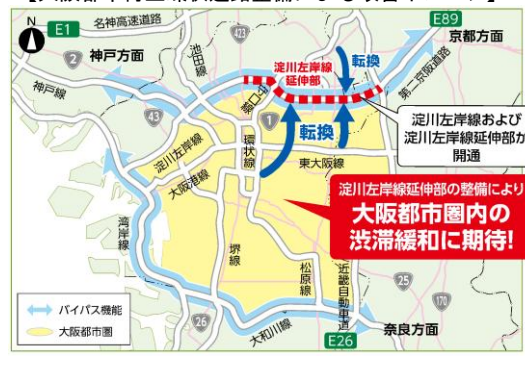 E1
名神高速道路
E89
京都方面
N
423
2
神戸方面
池田線
淀川左岸線
延伸部
転換
第二京阪道路
神戸線
43
1
転換
淀川左岸線および
淀川左岸線延伸部が
開通
淀川左岸線
環状線
東大阪線
大阪港線
淀川左岸線延伸部の整備により
大阪都市圏内の
渋滞緩和に期待!
湾岸線
堺線
松原線
近畿自動車道
25
170
バイパス機能
大阪都市圏
26
大和川線
E26
奈良方面